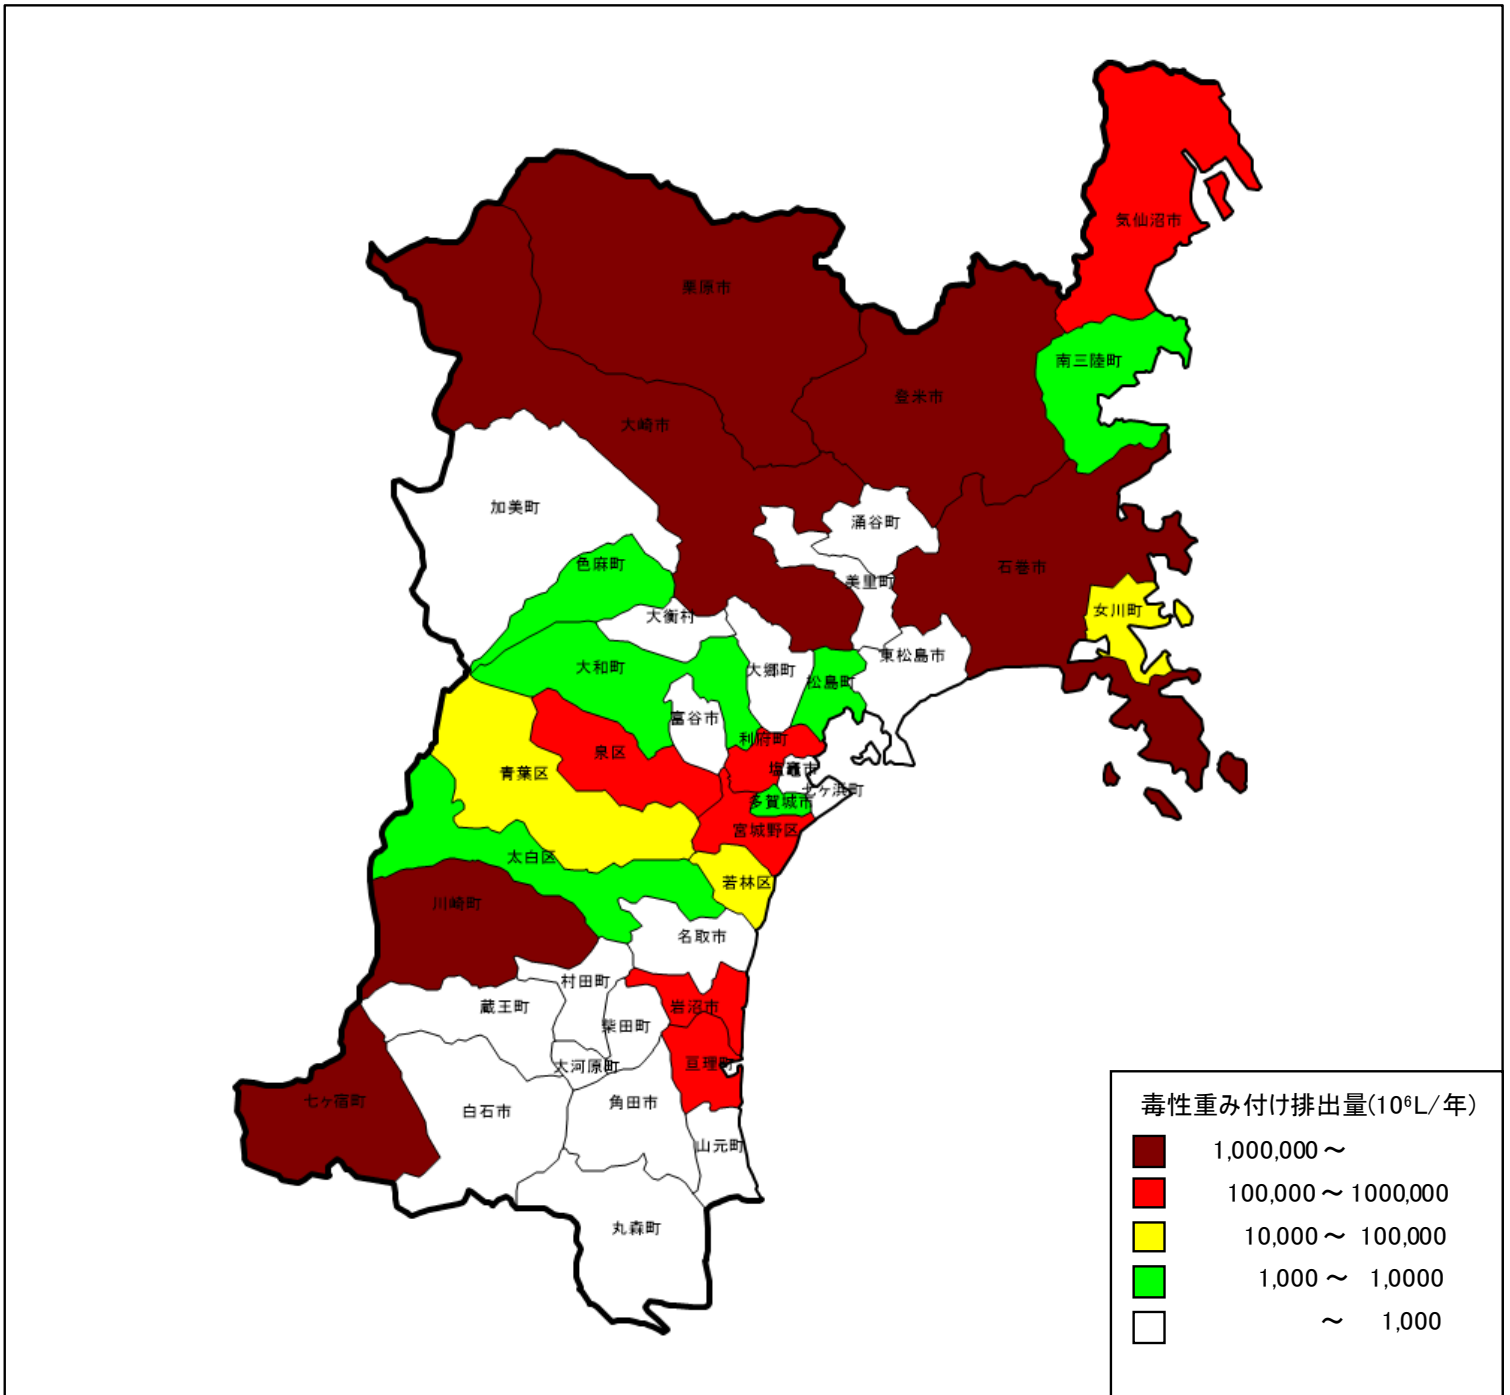 気仙沼市
栗原市
南三陸町
登米市
大崎市
加美町
涌谷町
色麻町
石巻市
美里町
女川町
大衡村
東松島市
大和町
大郷町
松島町
富谷市
利府町
泉区
青葉区
塩竈市
七ヶ浜町
多賀城市
宮城野区
太白区
若林区
川崎町
名取市
村田町
蔵王町
岩沼市
柴田町
大河原町
亘理町
七ヶ宿町
白石市
角田市
山元町
丸森町
毒性重み付け排出量(10⁶L/年)
1,000,000～
100,000～1000,000
10,000～ 100,000
1,000～ 1,0000
～ 1,000